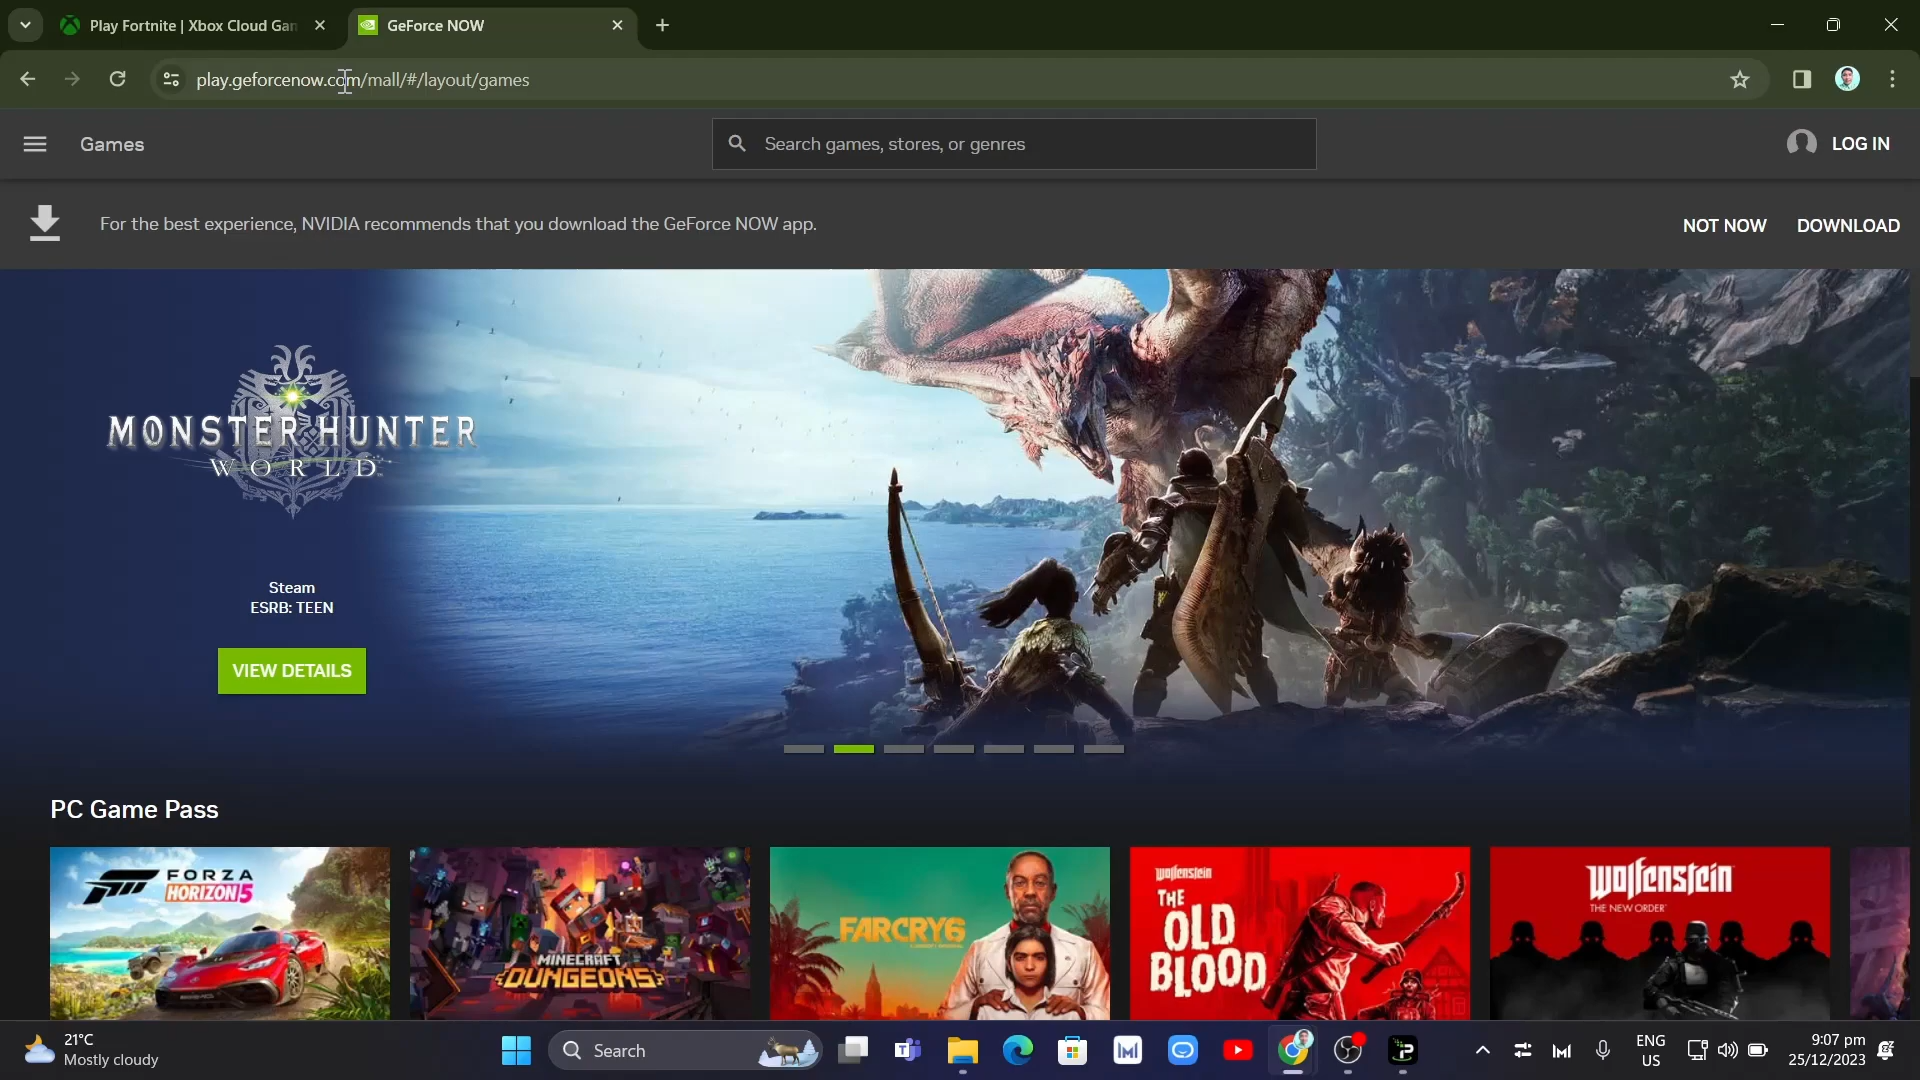 Play Fortnite | Xbox Cloud Gan
GeForce NOW
play.geforcenow.com/mall/#/layout/games
Games
Search games, stores, or genres
LOG IN
For the best experience, NVIDIA recommends that you download the GeForce NOW app.
NOT NOW
DOWNLOAD
MONSTER HUNTER
WORLD
Steam
ESRB: TEEN
VIEW DETAILS
PC Game Pass
FORZA
HORIZON 5
MINECRAFT
DUNGEONS
FARCRY6
Wolfenstein
THE
OLD
BLOOD
Wolfenstein
THE NEW ORDER
21°C
Mostly cloudy
Search
ENG
US
9:07 pm
25/12/2023